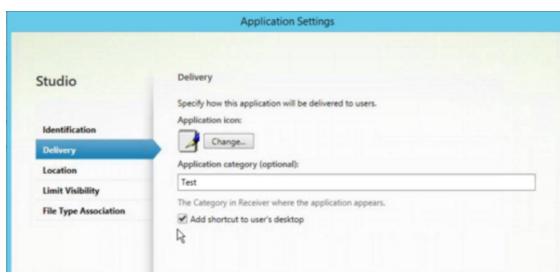 Application Settings
Studio
Identification
Delivery
Location
Limit Visibility
File Type Association
Delivery
Specify how this application will be delivered to users.
Application icon:
Change...
Application category (optional):
Test
The Category in Receiver where the application appears.
Add shortcut to user's desktop